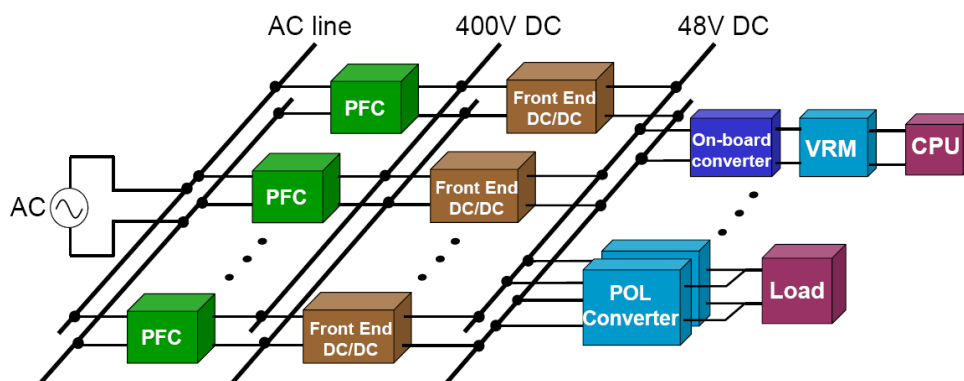 AC line
400V DC
48V DC
PFC
Front End
DC/DC
On-board
converter
VRM
CPU
PFC
Front End
DC/DC
AC
POL
Converter
Load
PFC
Front End
DC/DC